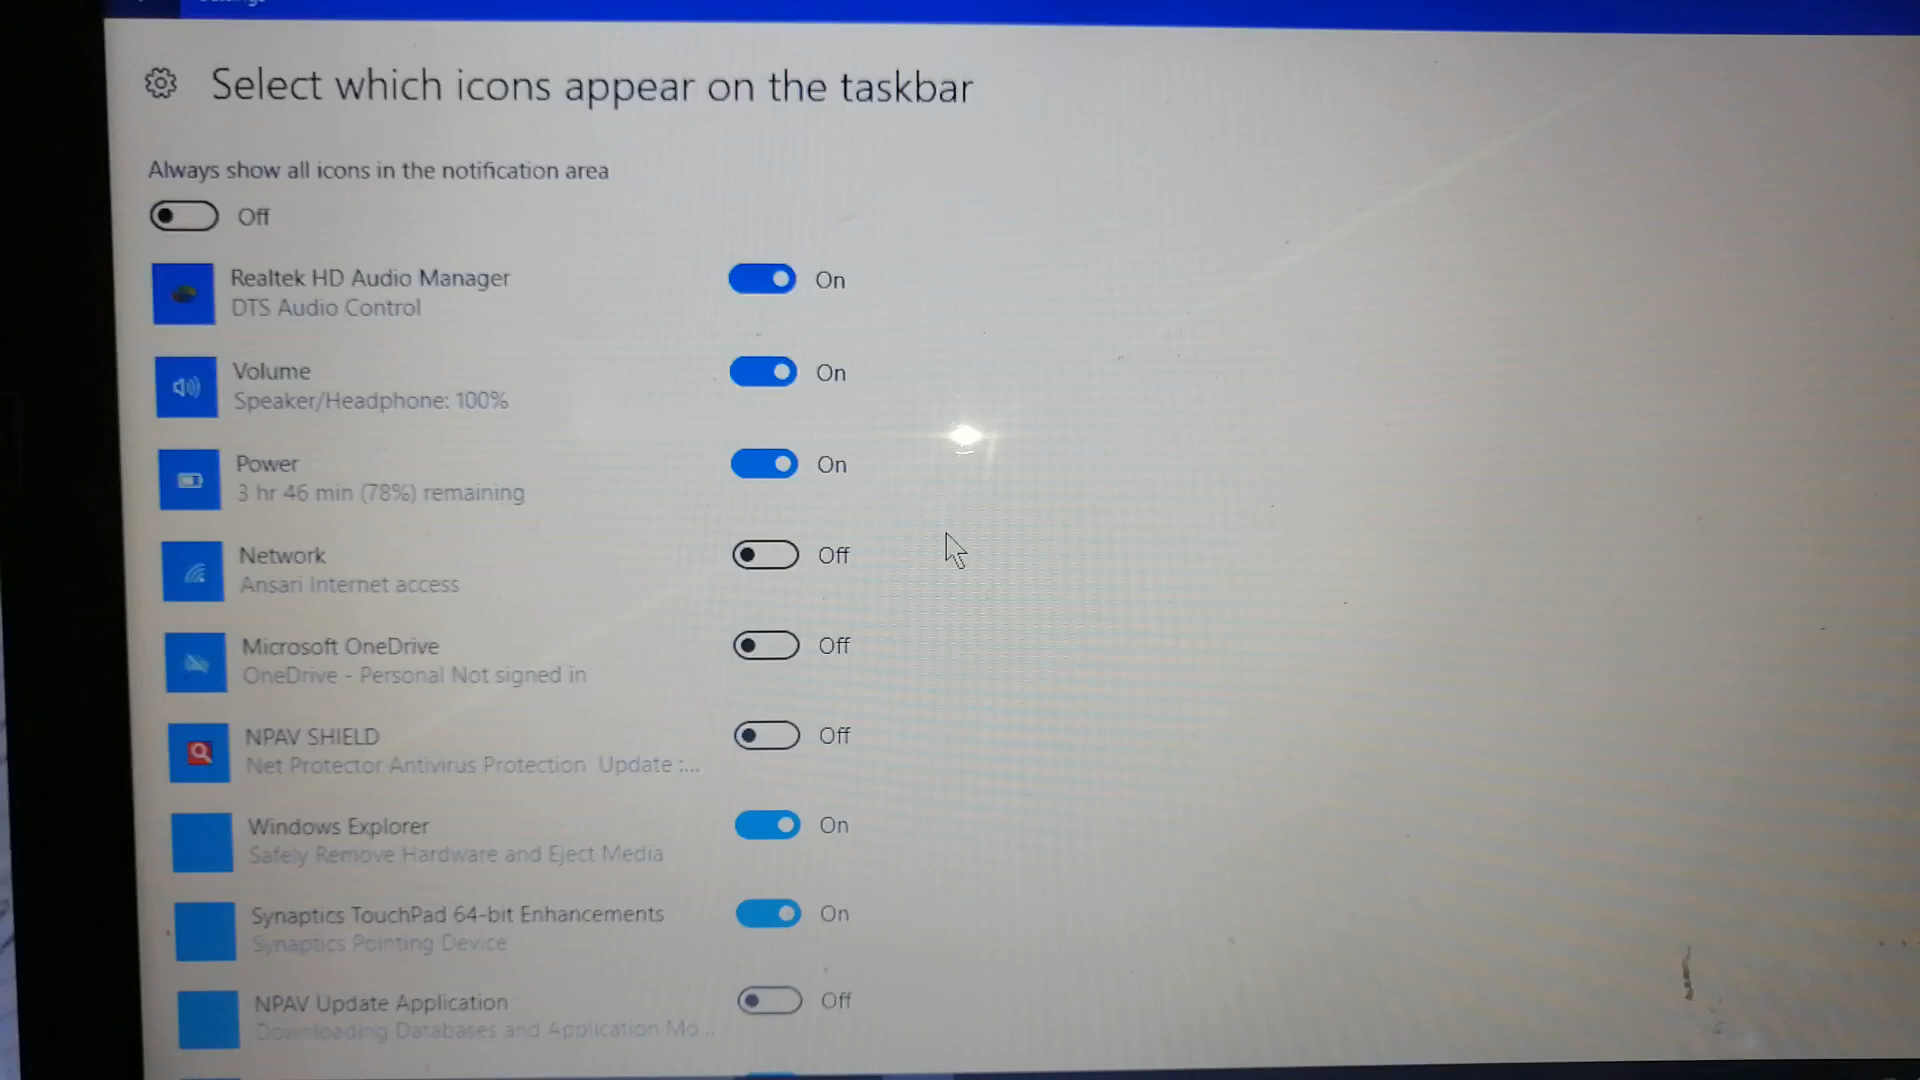 Select which icons appear on the taskbar
Always show all icons in the notification area
Off
Realtek HD Audio Manager
On
DTS Audio Control
Volume
On
Speaker/Headphone: 100%
Power
On
3 hr 46 min (78%) remaining
Network
Off
Ansari Internet access
Microsoft OneDrive
Off
OneDrive - Personal Not signed in
NPAV SHIELD
Off
Net Protector Antivirus Protection Update :...
Windows Explorer
On
Safely Remove Hardware and Eject Media
Synaptics TouchPad 64-bit Enhancements
On
Synaptics Pointing Device
NPAV Update Application
Off
Downloading Databases and Application Mo...